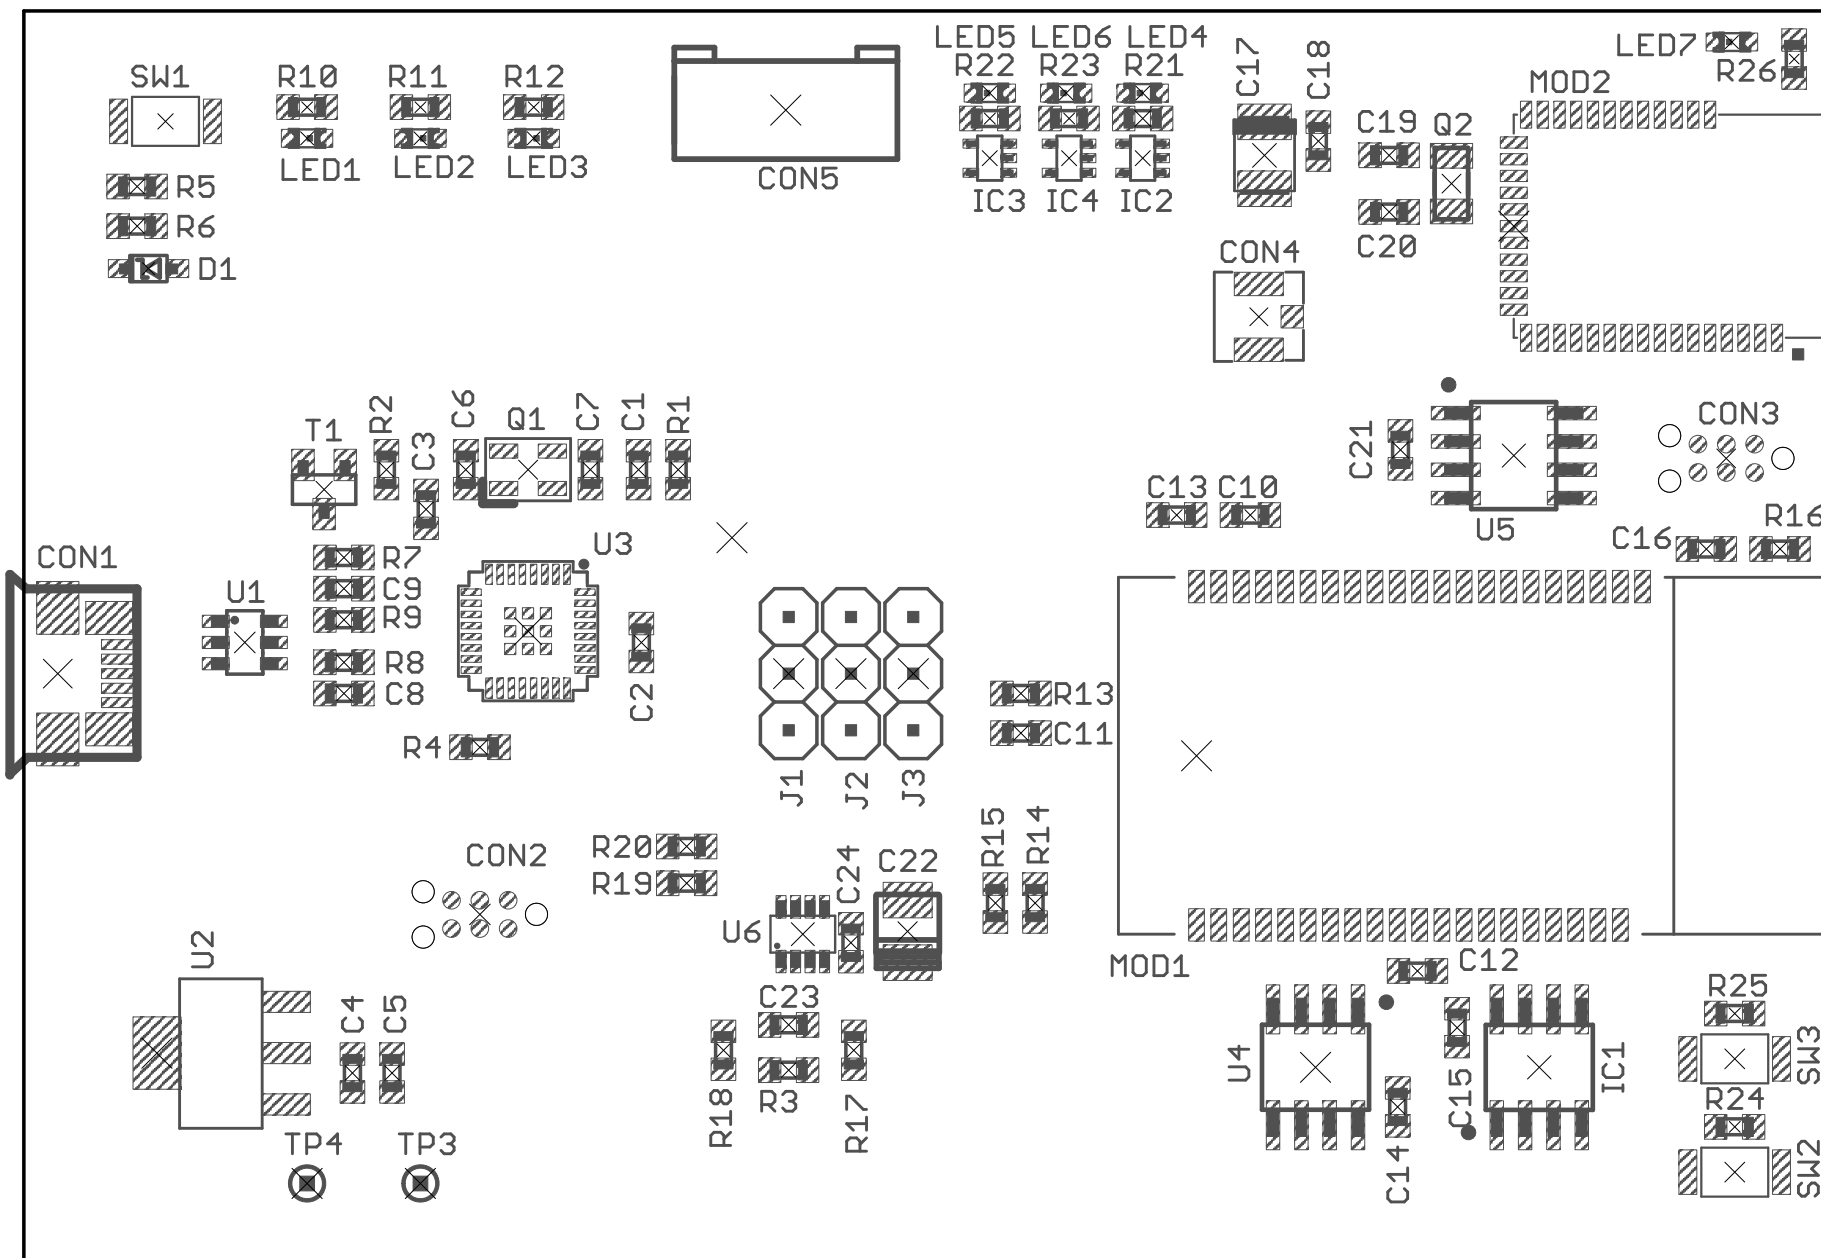 LED5 LED6 LED4
LED7
SW1 R10 R11 R12
R22 R23 R21
C17 C18
R26
MOD2
C19 Q2
LED1 LED2 LED3
CON5
R5
IC3 IC4 IC2
R6
C20
CON4
D1
R2 C6 Q1 C7 C1 R1
T1 C3
CON3
C21
C13 C10
R16
U5
C16
U3
CON1
R7
U1
C9
R9
R8
C8
C2
R13
R4
C11
J1 J2 J3
R15 R14
R20
CON2
C24 C22
R19
U2
U6
MOD1
C12
C4 C5
C23
R25
U4
IC1
SW3
R18
R3
R17
C15
R24
TP4 TP3
C14
SW2